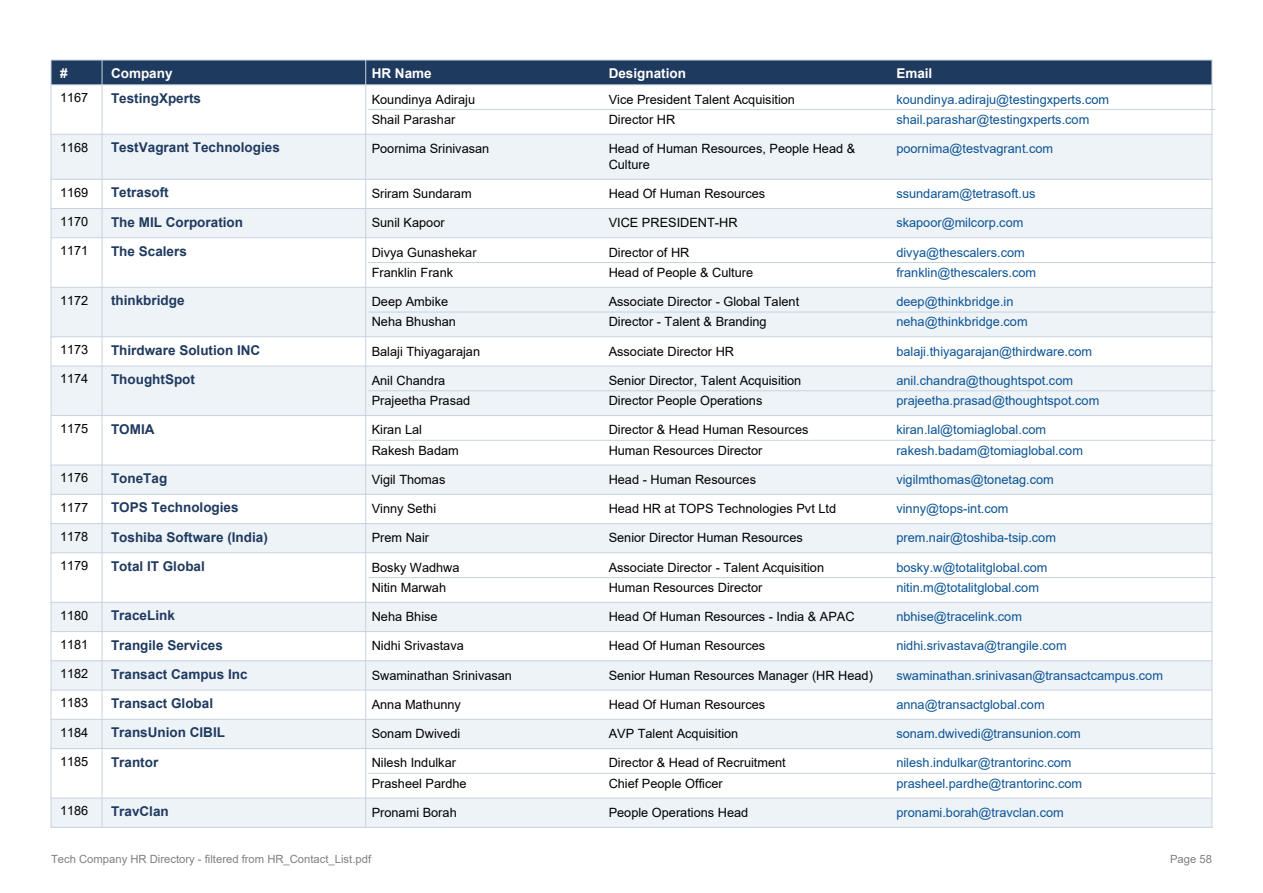 # Company HR Name Designation Email
1167 TestingXperts Koundinya Adiraju Vice President Talent Acquisition koundinya.adiraju@testingxperts.com
Shail Parashar Director HR shail.parashar@testingxperts.com
1168 TestVagrant Technologies Poornima Srinivasan Head of Human Resources, People Head & poornima@testvagrant.com
Culture
1169 Tetrasoft Sriram Sundaram Head Of Human Resources ssundaram@tetrasoft.us
1170 The MIL Corporation Sunil Kapoor VICE PRESIDENT-HR skapoor@milcorp.com
1171 The Scalers Divya Gunashekar Director of HR divya@thescalers.com
Franklin Frank Head of People & Culture franklin@thescalers.com
1172 thinkbridge Deep Ambike Associate Director - Global Talent deep@thinkbridge.in
Neha Bhushan Director - Talent & Branding neha@thinkbridge.com
1173 Thirdware Solution INC Balaji Thiyagarajan Associate Director HR balaji.thiyagarajan@thirdware.com
1174 ThoughtSpot Anil Chandra Senior Director, Talent Acquisition anil.chandra@thoughtspot.com
Prajeetha Prasad Director People Operations prajeetha.prasad@thoughtspot.com
1175 TOMIA Kiran Lal Director & Head Human Resources kiran.lal@tomiaglobal.com
Rakesh Badam Human Resources Director rakesh.badam@tomiaglobal.com
1176 ToneTag Vigil Thomas Head - Human Resources vigilmthomas@tonetag.com
1177 TOPS Technologies Vinny Sethi Head HR at TOPS Technologies Pvt Ltd vinny@tops-int.com
1178 Toshiba Software (India) Prem Nair Senior Director Human Resources prem.nair@toshiba-tsip.com
1179 Total IT Global Bosky Wadhwa Associate Director - Talent Acquisition bosky.w@totalitglobal.com
Nitin Marwah Human Resources Director nitin.m@totalitglobal.com
1180 TraceLink Neha Bhise Head Of Human Resources - India & APAC nbhise@tracelink.com
1181 Trangile Services Nidhi Srivastava Head Of Human Resources nidhi.srivastava@trangile.com
1182 Transact Campus Inc Swaminathan Srinivasan Senior Human Resources Manager (HR Head) swaminathan.srinivasan@transactcampus.com
1183 Transact Global Anna Mathunny Head Of Human Resources anna@transactglobal.com
1184 TransUnion CIBIL Sonam Dwivedi AVP Talent Acquisition sonam.dwivedi@transunion.com
1185 Trantor Nilesh Indulkar Director & Head of Recruitment nilesh.indulkar@trantorinc.com
Prasheel Pardhe Chief People Officer prasheel.pardhe@trantorinc.com
1186 TravClan Pronami Borah People Operations Head pronami.borah@travclan.com
Tech Company HR Directory - filtered from HR_Contact_List.pdf Page 58